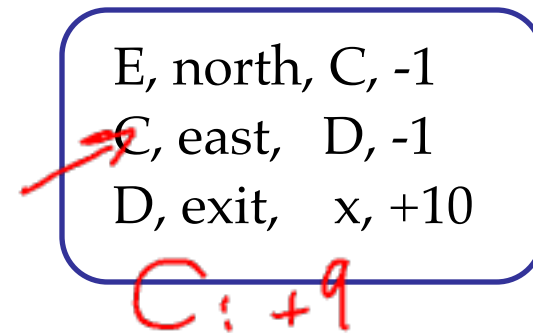 E, north, C, -1
C, east, D, -1
D, exit, x, +10
C: +9